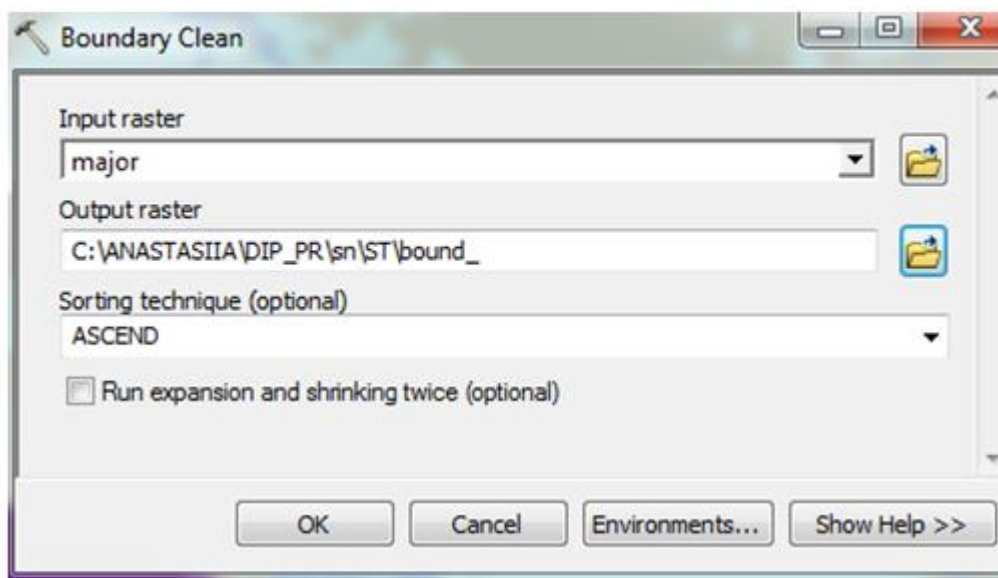 Boundary Clean
Input raster
major
Output raster
C:\ANASTASIIA\DIP_PR\sn\ST\bound_
Sorting technique (optional)
ASCEND
Run expansion and shrinking twice (optional)
OK Cancel Environments... Show Help >>